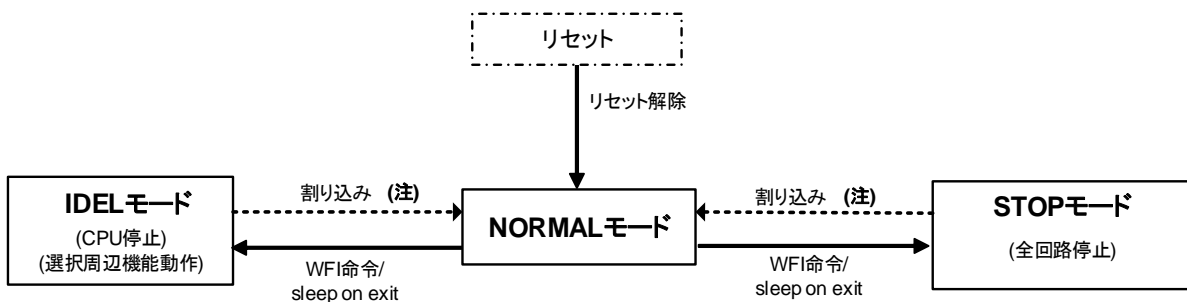 リセット
リセット解除
IDELモード
(CPU停止)
(選択周辺機能動作)
割り込み (注)
WFI命令/
sleep on exit
NORMALモード
割り込み (注)
WFI命令/
sleep on exit
STOPモード
(全回路停止)